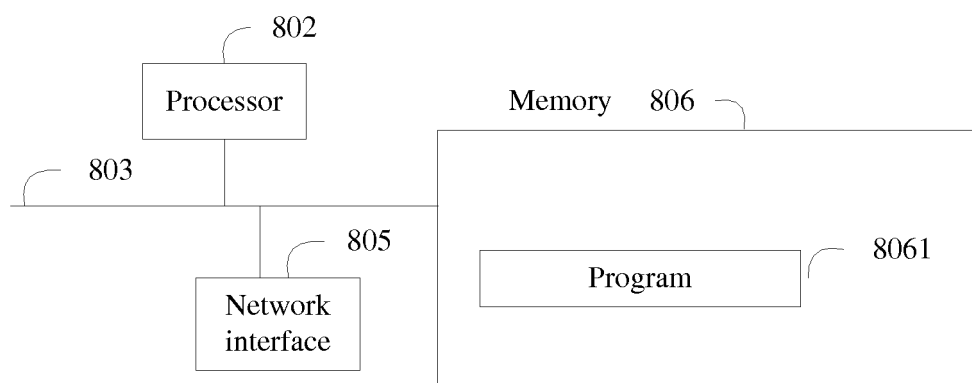 802
Processor
Memory 806
803
805
8061
Program
Network
interface